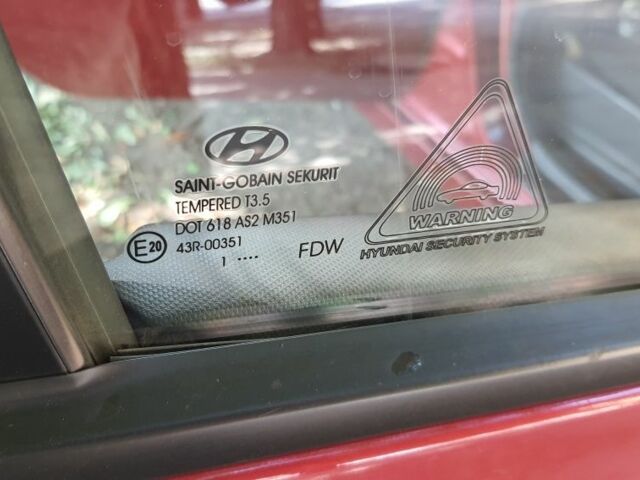 SAINT-GOBAIN SEKURIT
TEMPERED T3.5
DOT 618 AS2 M351
E20 43R-00351
1 ....
FDW
WARNING
HYUNDAI SECURITY SYSTEM